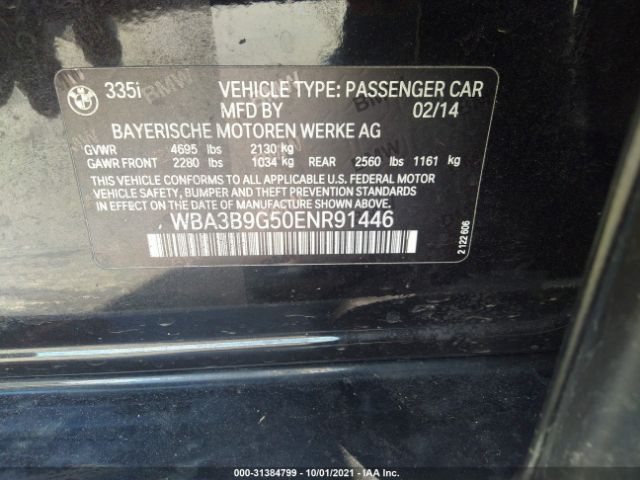 335i VEHICLE TYPE: PASSENGER CAR
MFD BY 02/14
BAYERISCHE MOTOREN WERKE AG
GVWR 4695 lbs 2130 kg
GAWR FRONT 2280 lbs 1034 kg REAR 2560 lbs 1161 kg
THIS VEHICLE CONFORMS TO ALL APPLICABLE U.S. FEDERAL MOTOR
VEHICLE SAFETY, BUMPER AND THEFT PREVENTION STANDARDS
IN EFFECT ON THE DATE OF MANUFACTURE SHOWN ABOVE.
WBA3B9G50ENR91446
2 122 606
000-31384799 - 10/01/2021 - IAA Inc.